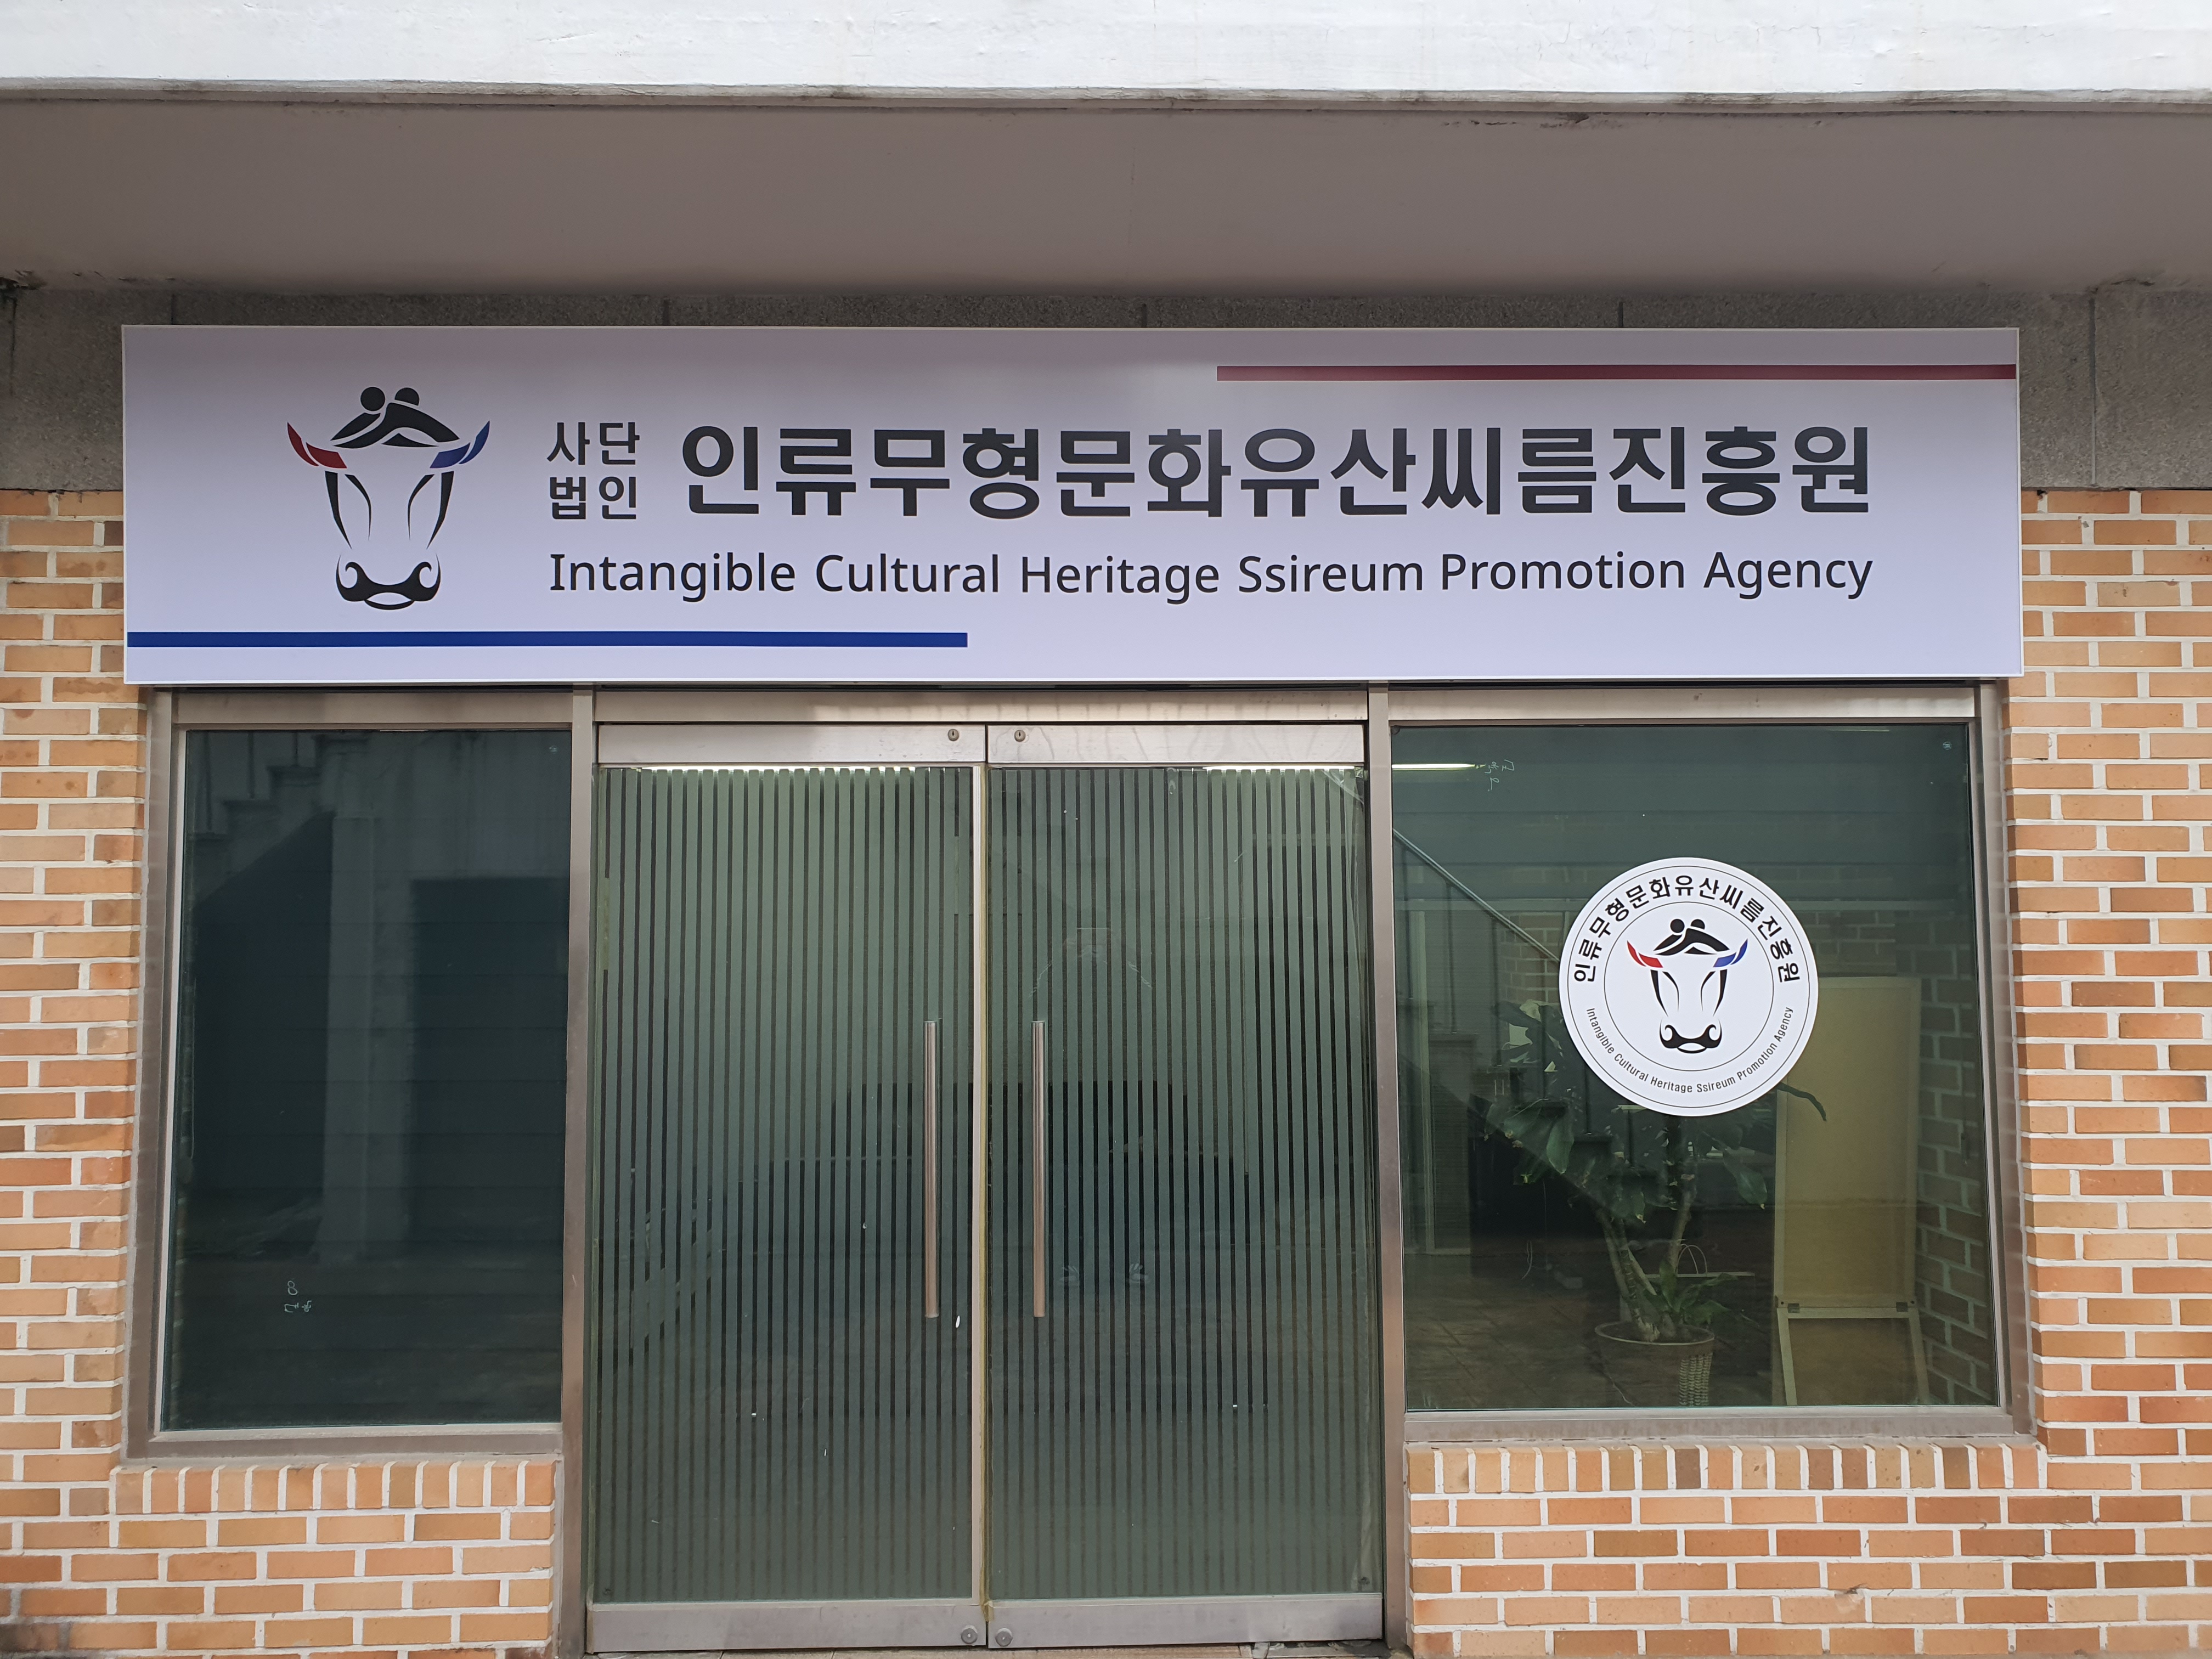 사단
법인
인류무형문화유산씨름진흥원
Intangible Cultural Heritage Ssireum Promotion Agency
인류무형문화유산씨름진흥원
Intangible Cultural Heritage Ssireum Promotion Agency